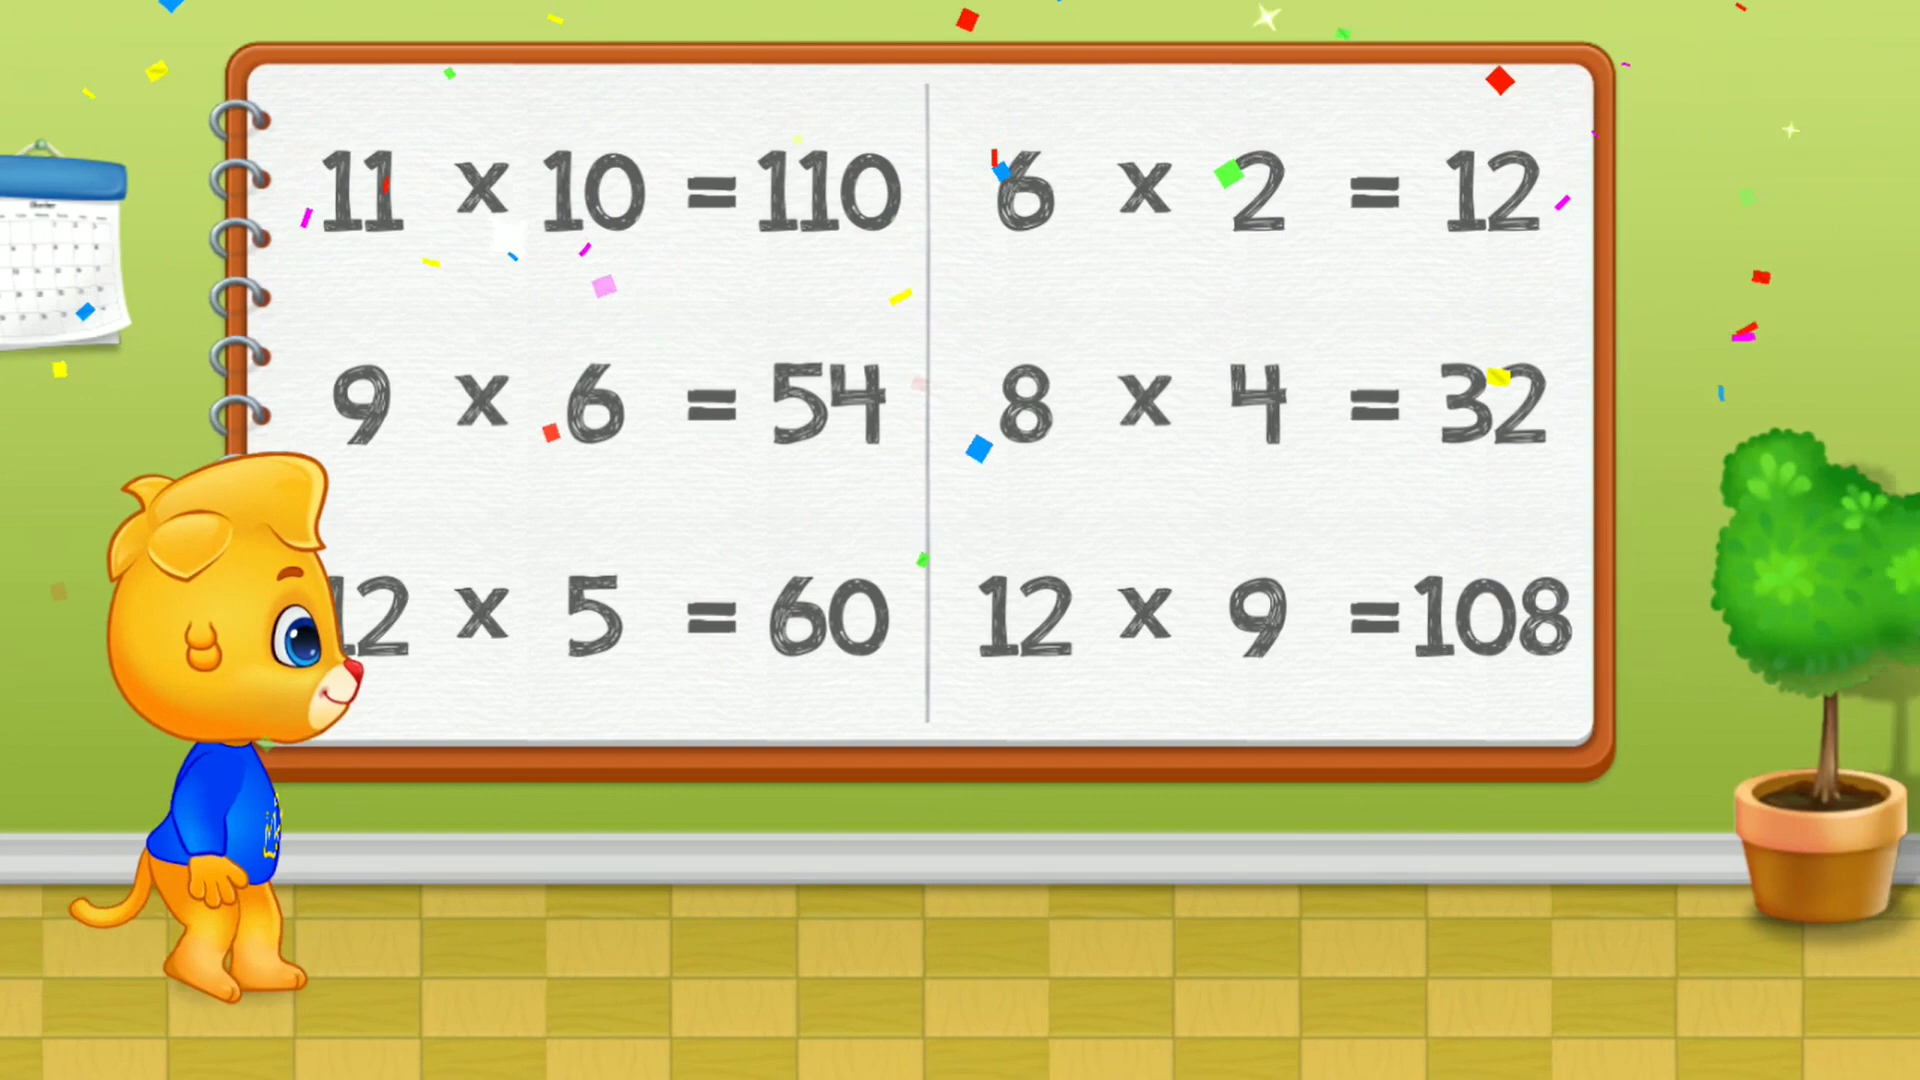 11 x 10 = 110
6 x 2 = 12
9 x 6 = 54
8 x 4 = 32
12 x 5 = 60
12 x 9 = 108